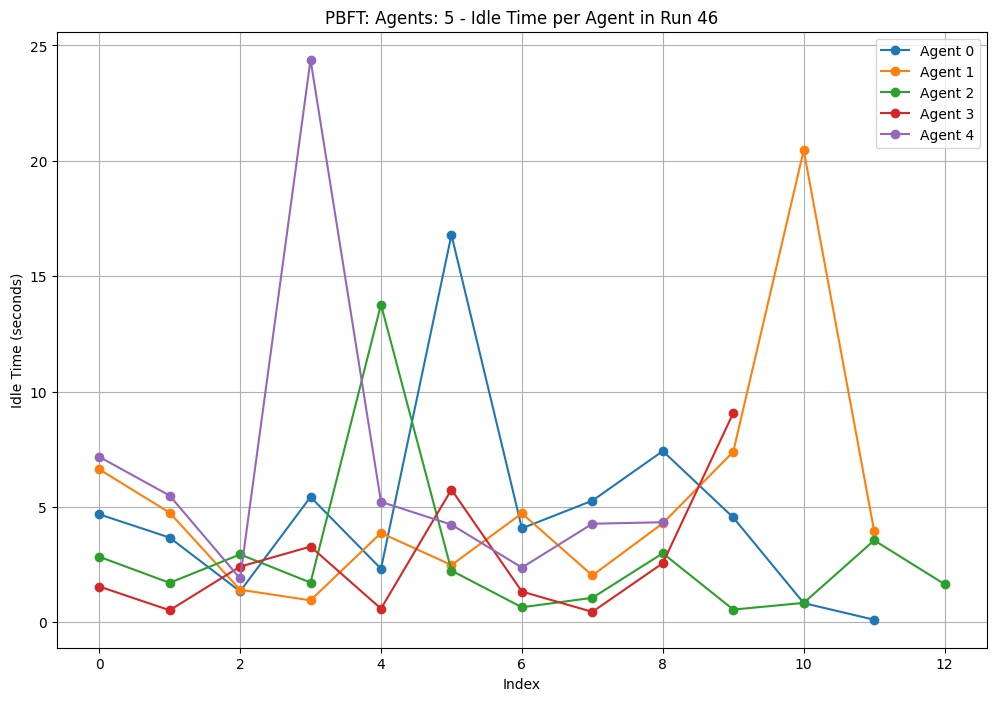 PBFT: Agents: 5 - Idle Time per Agent in Run 46
Idle Time (seconds)
25
20
15
10
5
0
Agent 0
Agent 1
Agent 2
Agent 3
Agent 4
0 2 4 6 8 10 12
Index